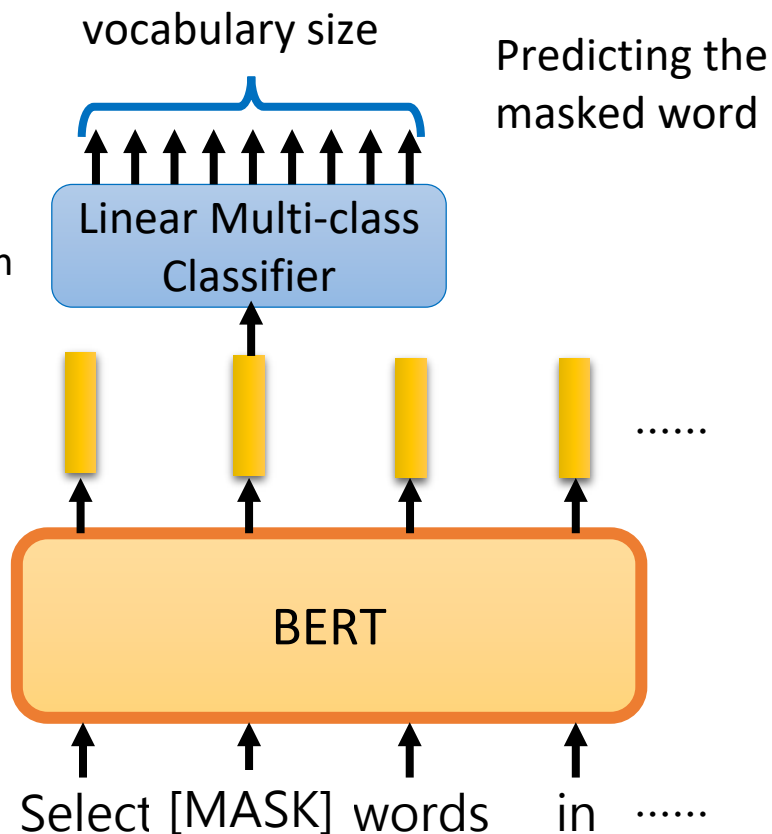 vocabulary size
Predicting the
masked word
Linear Multi-class
Classifier
......
BERT
Select [MASK] words in ......